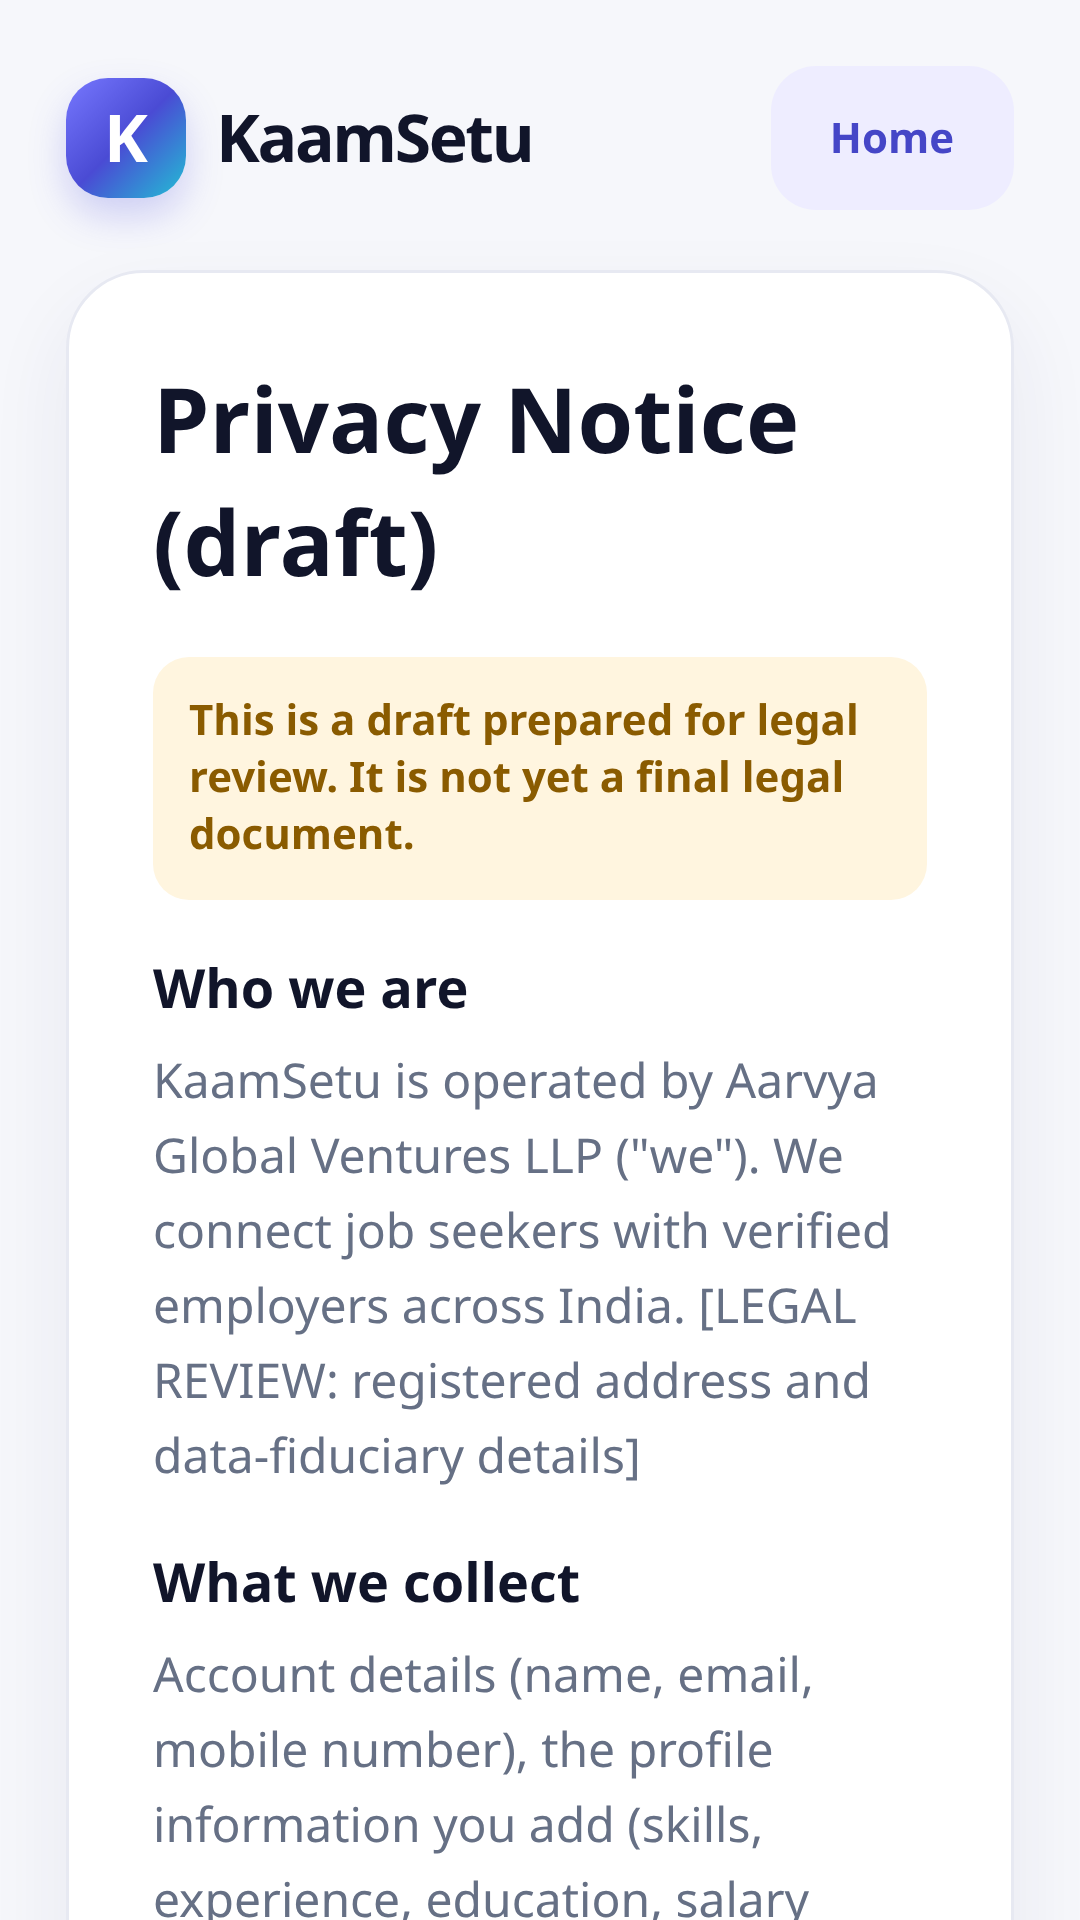 K
KaamSetu
Home
Privacy Notice
(draft)
This is a draft prepared for legal
review. It is not yet a final legal
document.
Who we are
KaamSetu is operated by Aarvya
Global Ventures LLP ("we"). We
connect job seekers with verified
employers across India. [LEGAL
REVIEW: registered address and
data-fiduciary details]
What we collect
Account details (name, email,
mobile number), the profile
information you add (skills,
experience, education, salary